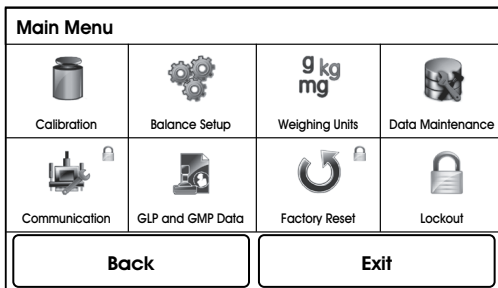 Main Menu
g kg
mg
Calibration
Balance Setup
Weighing Units
Data Maintenance
Communication
GLP and GMP Data
Factory Reset
Lockout
Back
Exit